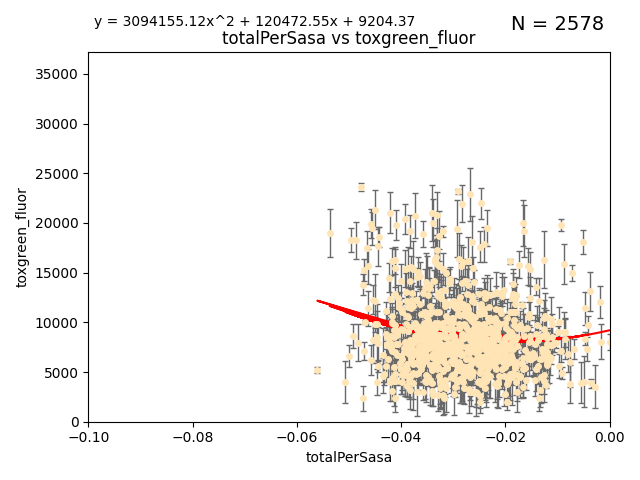 y = 3094155.12x^2 + 120472.55x + 9204.37
N = 2578
totalPerSasa vs toxgreen_fluor
35000
30000
25000
20000
15000
10000
5000
0
toxgreen_fluor
−0.10
−0.08
−0.06
−0.04
−0.02
0.00
totalPerSasa